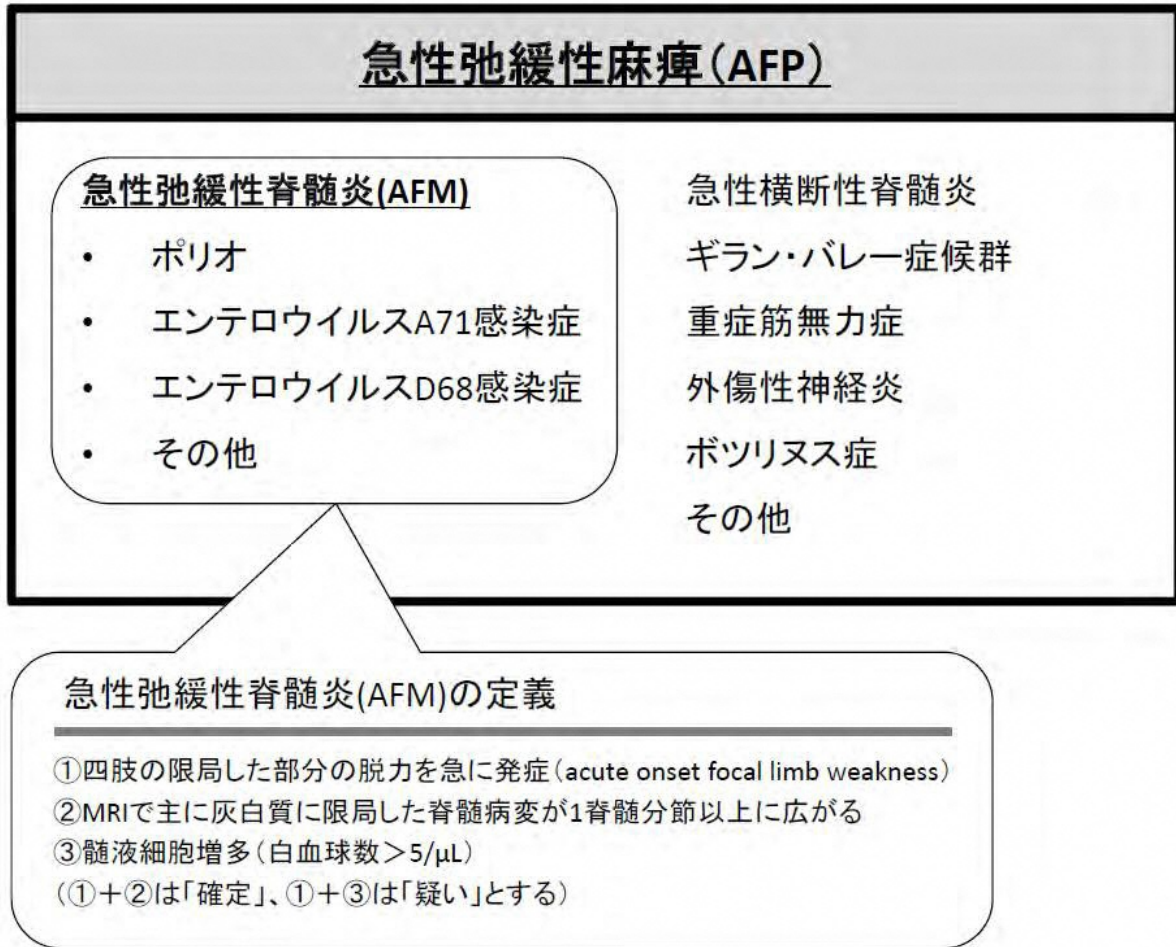 急性弛緩性麻痺(AFP)
急性弛緩性脊髄炎(AFM)
• ポリオ
• エンテロウイルスA71感染症
• エンテロウイルスD68感染症
• その他
急性横断性脊髄炎
ギラン・バレー症候群
重症筋無力症
外傷性神経炎
ボツリヌス症
その他
急性弛緩性脊髄炎(AFM)の定義
①四肢の限局した部分の脱力を急に発症(acute onset focal limb weakness)
②MRIで主に灰白質に限局した脊髄病変が1脊髄分節以上に広がる
③髄液細胞増多(白血球数>5/μL)
(①+②は「確定」、①+③は「疑い」とする)